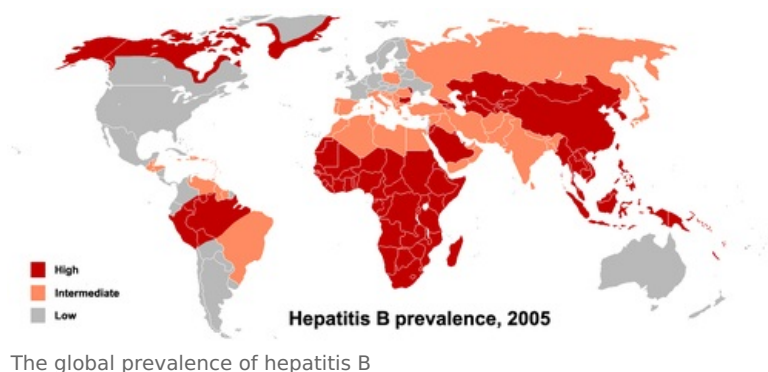 High
Intermediate
Low
Hepatitis B prevalence, 2005
The global prevalence of hepatitis B